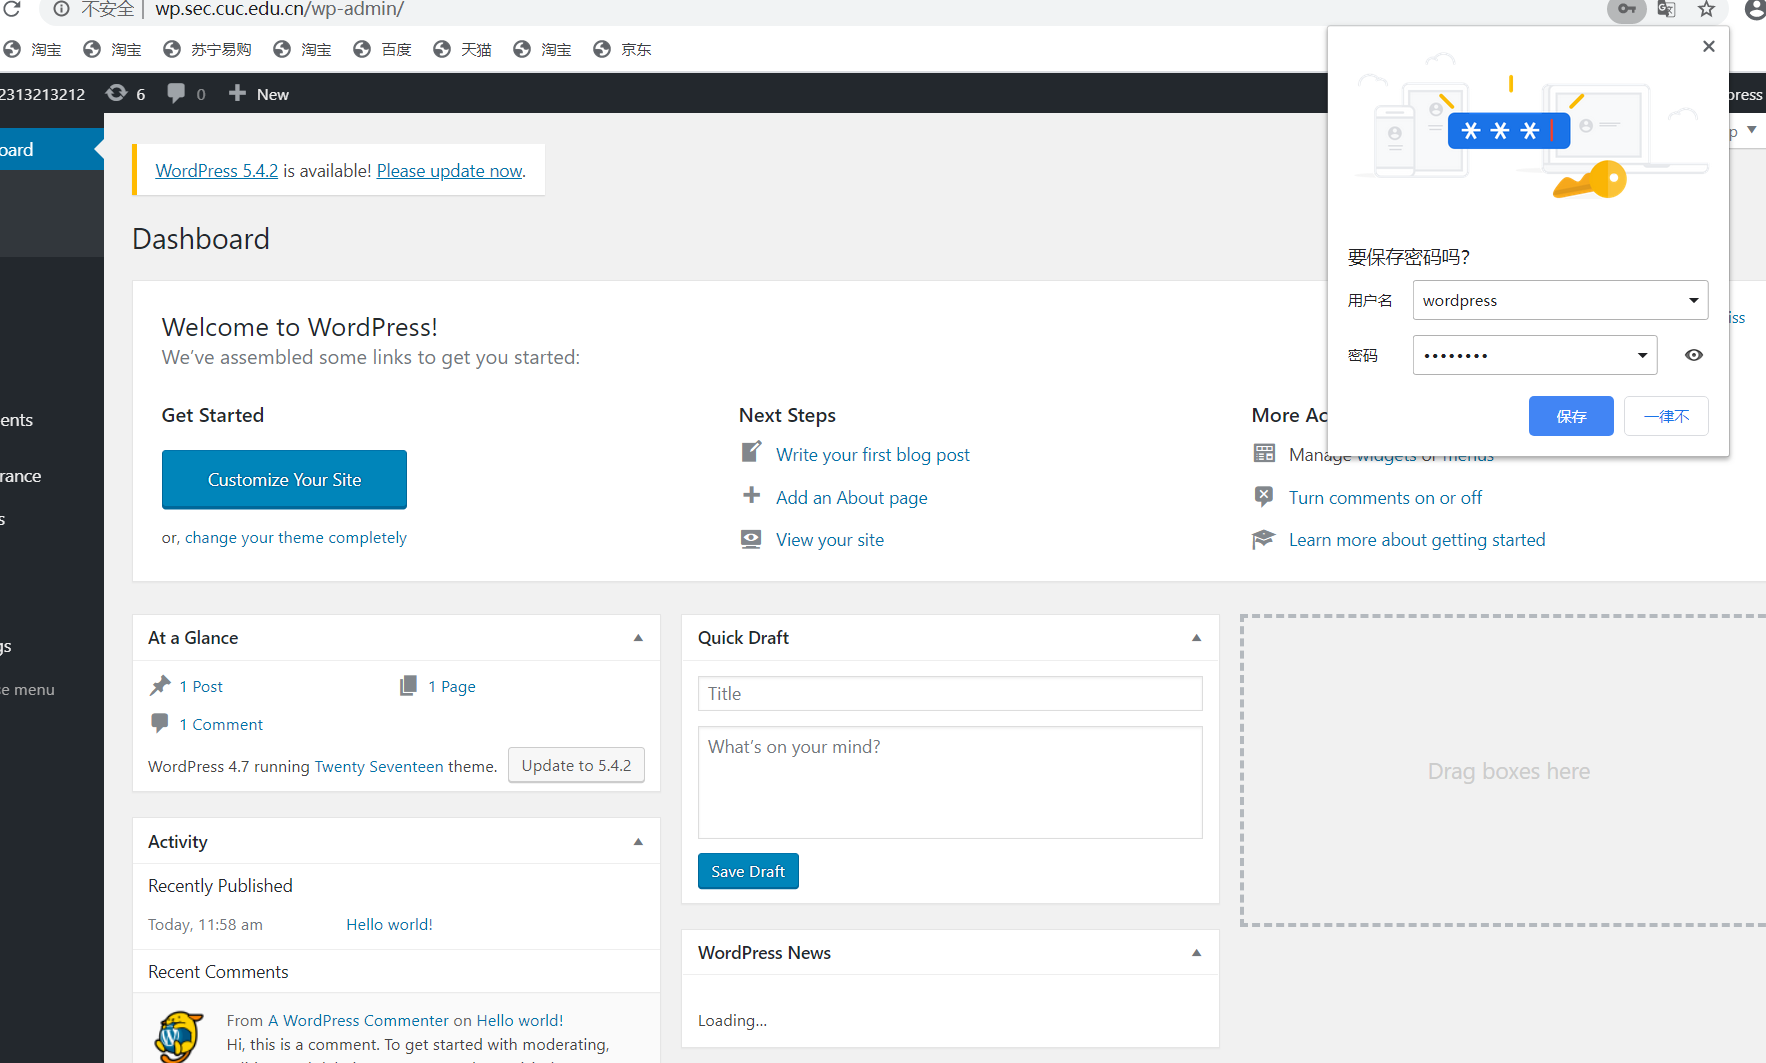 不安全 | wp.sec.cuc.edu.cn/wp-admin/
淘宝 淘宝 苏宁易购 淘宝 百度 天猫 淘宝 京东
2313213212 6 0 New
press
oard
p
WordPress 5.4.2 is available! Please update now.
Dashboard
要保存密码吗?
用户名 wordpress
密码 ••••••••
保存 一律不
iss
Welcome to WordPress!
We’ve assembled some links to get you started:
Get Started
Customize Your Site
or, change your theme completely
Next Steps
Write your first blog post
Add an About page
View your site
More Ac
Manage widgets or menus
Turn comments on or off
Learn more about getting started
ents
rance
s
gs
se menu
At a Glance
1 Post 1 Page
1 Comment
WordPress 4.7 running Twenty Seventeen theme. Update to 5.4.2
Activity
Recently Published
Today, 11:58 am Hello world!
Recent Comments
From A WordPress Commenter on Hello world!
Hi, this is a comment. To get started with moderating,
Quick Draft
Title
What’s on your mind?
Save Draft
WordPress News
Loading...
Drag boxes here